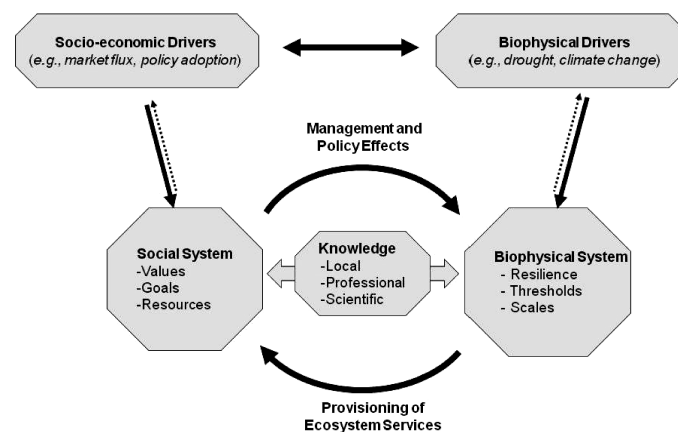 Socio-economic Drivers
(e.g., market flux, policy adoption)
Biophysical Drivers
(e.g., drought, climate change)
Management and
Policy Effects
Social System
-Values
-Goals
-Resources
Knowledge
-Local
-Professional
-Scientific
Biophysical System
- Resilience
- Thresholds
- Scales
Provisioning of
Ecosystem Services